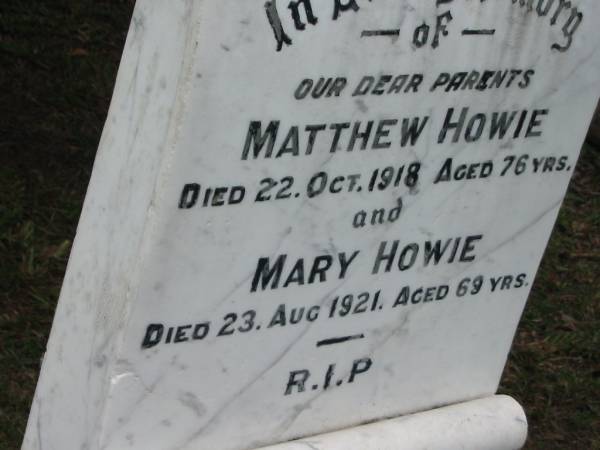 In
of
OUR DEAR PARENTS
MATTHEW HOWIE
DIED 22. OCT. 1918 AGED 76 YRS.
and
MARY HOWIE
DIED 23. AUG 1921. AGED 69 YRS.
R.I.P